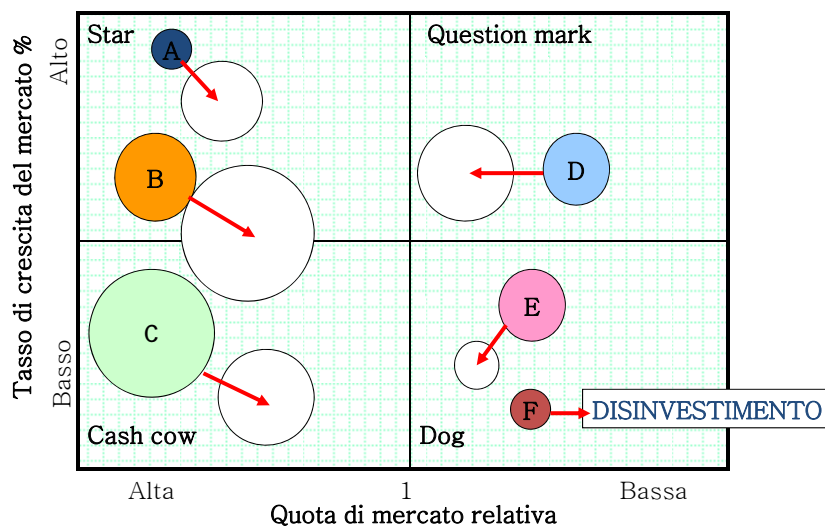 Star
Question mark
A
B
D
C
E
F
DISINVESTIMENTO
Cash cow
Dog
Tasso di crescita del mercato %
Alto
Basso
Alta
1
Bassa
Quota di mercato relativa